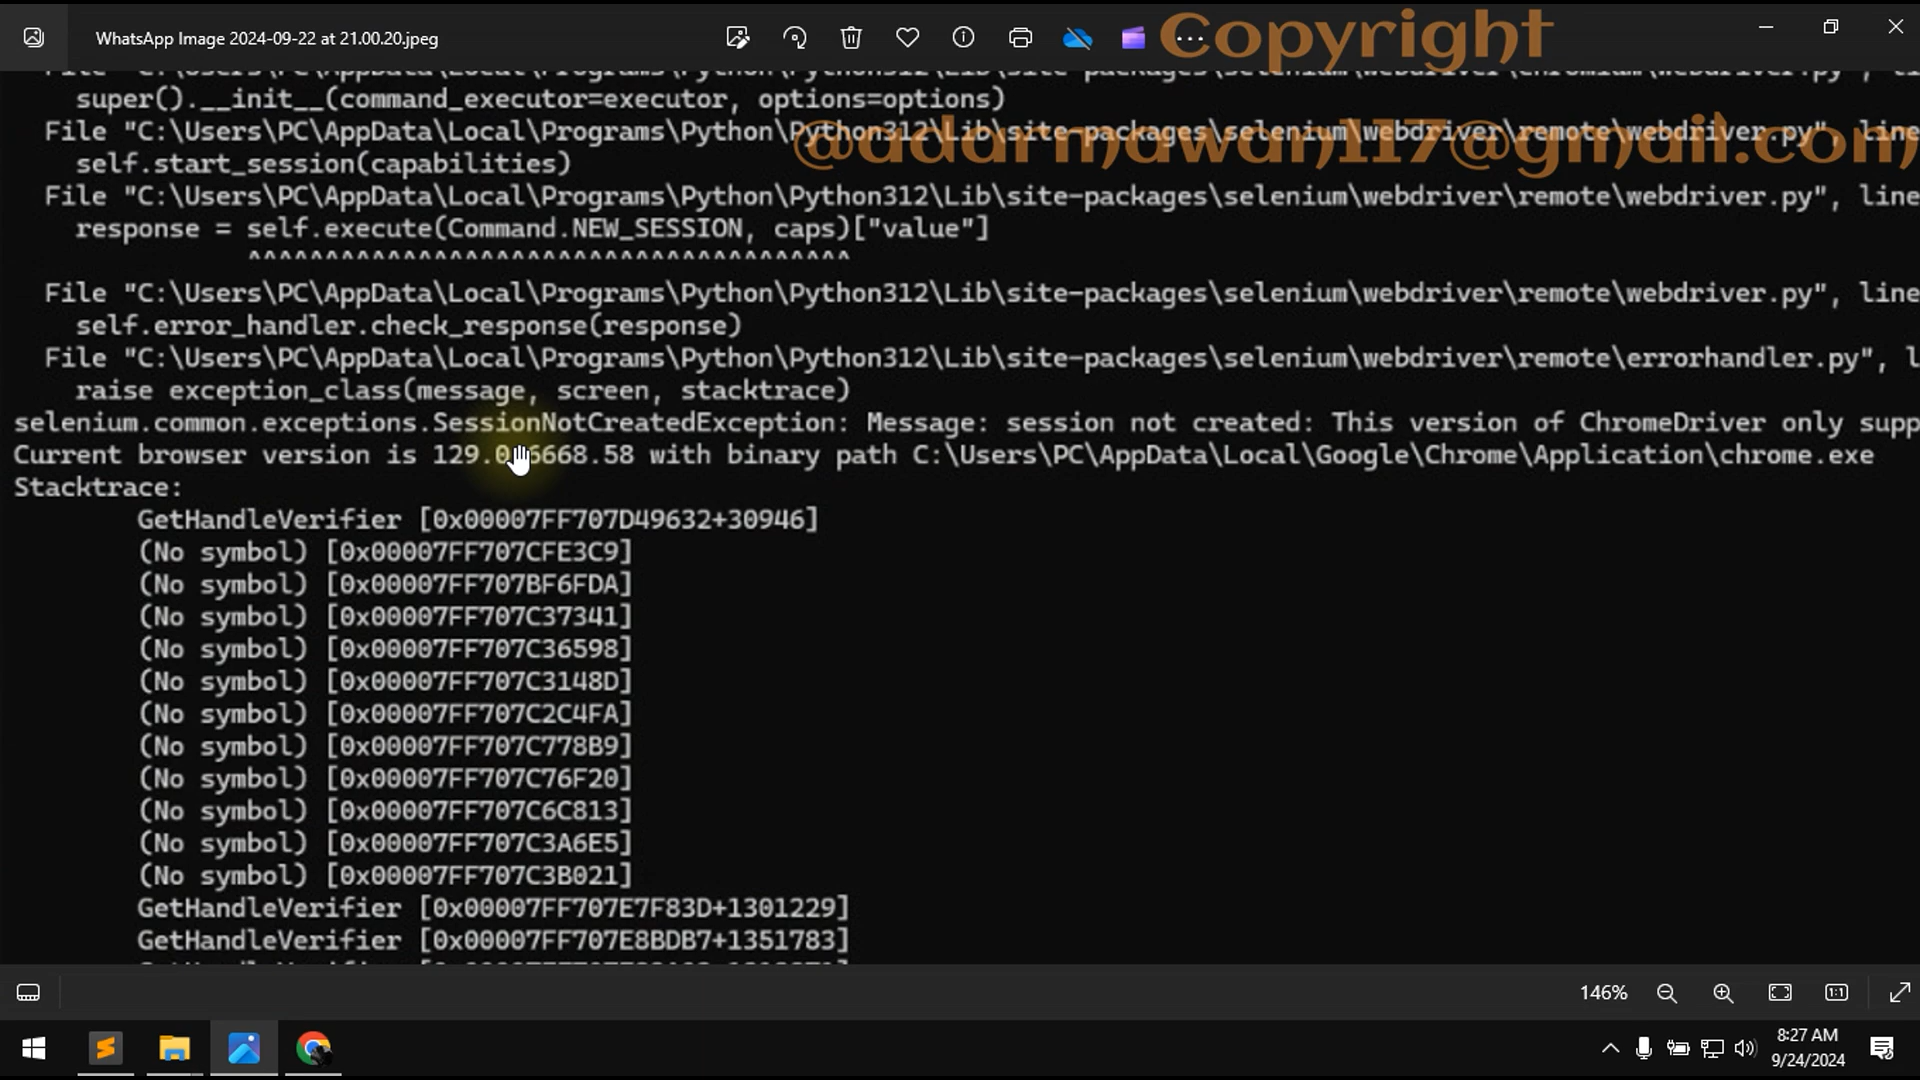 WhatsApp Image 2024-09-22 at 21.00.20.jpeg
Copyright
@adarmawan117@gmail.com
super().__init__(command_executor=executor, options=options)
File "C:\Users\PC\AppData\Local\Programs\Python\Python312\Lib\site-packages\selenium\webdriver\remote\webdriver.py", line
self.start_session(capabilities)
File "C:\Users\PC\AppData\Local\Programs\Python\Python312\Lib\site-packages\selenium\webdriver\remote\webdriver.py", line
response = self.execute(Command.NEW_SESSION, caps)["value"]
^^^^^^^^^^^^^^^^^^^^^^^^^^^^^^^^^^^^^^^
File "C:\Users\PC\AppData\Local\Programs\Python\Python312\Lib\site-packages\selenium\webdriver\remote\webdriver.py", line
self.error_handler.check_response(response)
File "C:\Users\PC\AppData\Local\Programs\Python\Python312\Lib\site-packages\selenium\webdriver\remote\errorhandler.py", l
raise exception_class(message, screen, stacktrace)
selenium.common.exceptions.SessionNotCreatedException: Message: session not created: This version of ChromeDriver only supp
Current browser version is 129.0.6668.58 with binary path C:\Users\PC\AppData\Local\Google\Chrome\Application\chrome.exe
Stacktrace:
GetHandleVerifier [0x00007FF707D49632+30946]
(No symbol) [0x00007FF707CFE3C9]
(No symbol) [0x00007FF707BF6FDA]
(No symbol) [0x00007FF707C37341]
(No symbol) [0x00007FF707C36598]
(No symbol) [0x00007FF707C3148D]
(No symbol) [0x00007FF707C2C4FA]
(No symbol) [0x00007FF707C778B9]
(No symbol) [0x00007FF707C76F20]
(No symbol) [0x00007FF707C6C813]
(No symbol) [0x00007FF707C3A6E5]
(No symbol) [0x00007FF707C3B021]
GetHandleVerifier [0x00007FF707E7F83D+1301229]
GetHandleVerifier [0x00007FF707E8BDB7+1351783]
146%
8:27 AM
9/24/2024